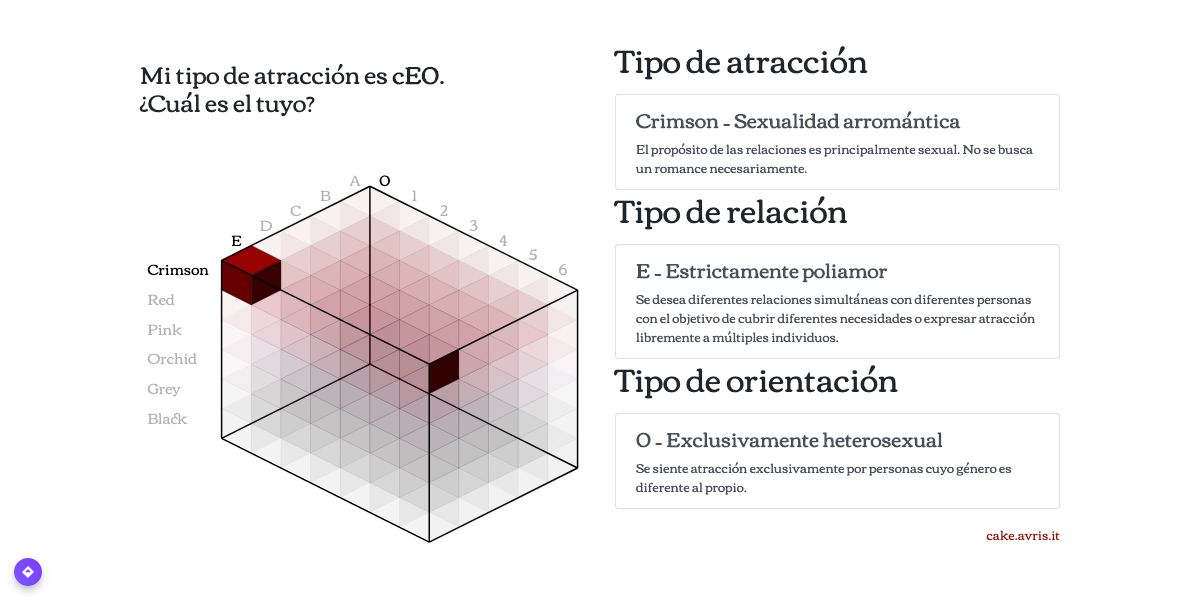 Mi tipo de atracción es cEO.
¿Cuál es el tuyo?
A
O
B
1
C
2
D
3
E
4
5
6
Crimson
Red
Pink
Orchid
Grey
Black
Tipo de atracción
Crimson - Sexualidad arromántica
El propósito de las relaciones es principalmente sexual. No se busca
un romance necesariamente.
Tipo de relación
E - Estrictamente poliamor
Se desea diferentes relaciones simultáneas con diferentes personas
con el objetivo de cubrir diferentes necesidades o expresar atracción
libremente a múltiples individuos.
Tipo de orientación
O - Exclusivamente heterosexual
Se siente atracción exclusivamente por personas cuyo género es
diferente al propio.
cake.avris.it